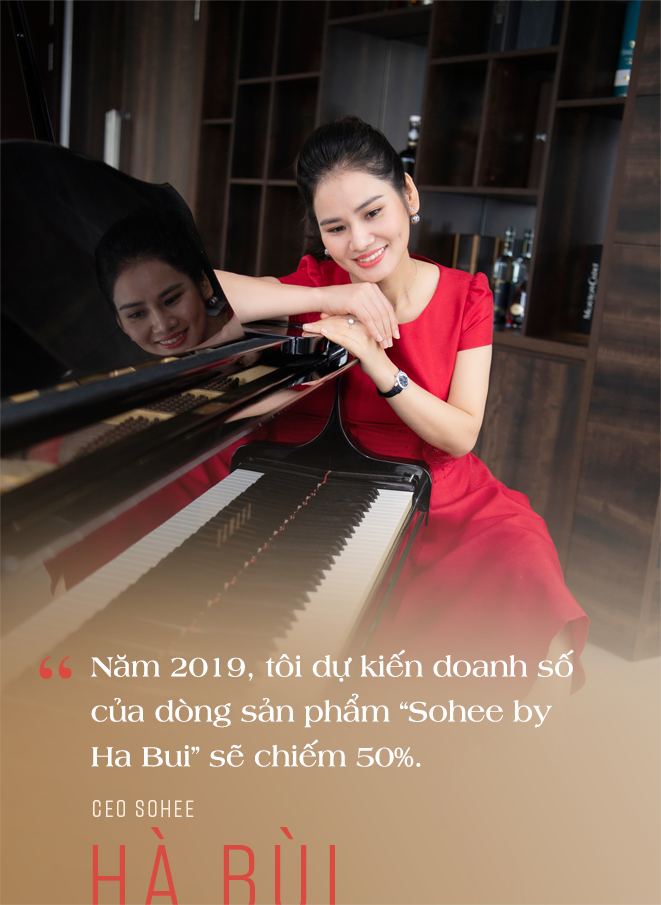 “ Năm 2019, tôi dự kiến doanh số
của dòng sản phẩm “Sohee by
Ha Bui” sẽ chiếm 50%.
CEO SOHEE
HÀ BÙI